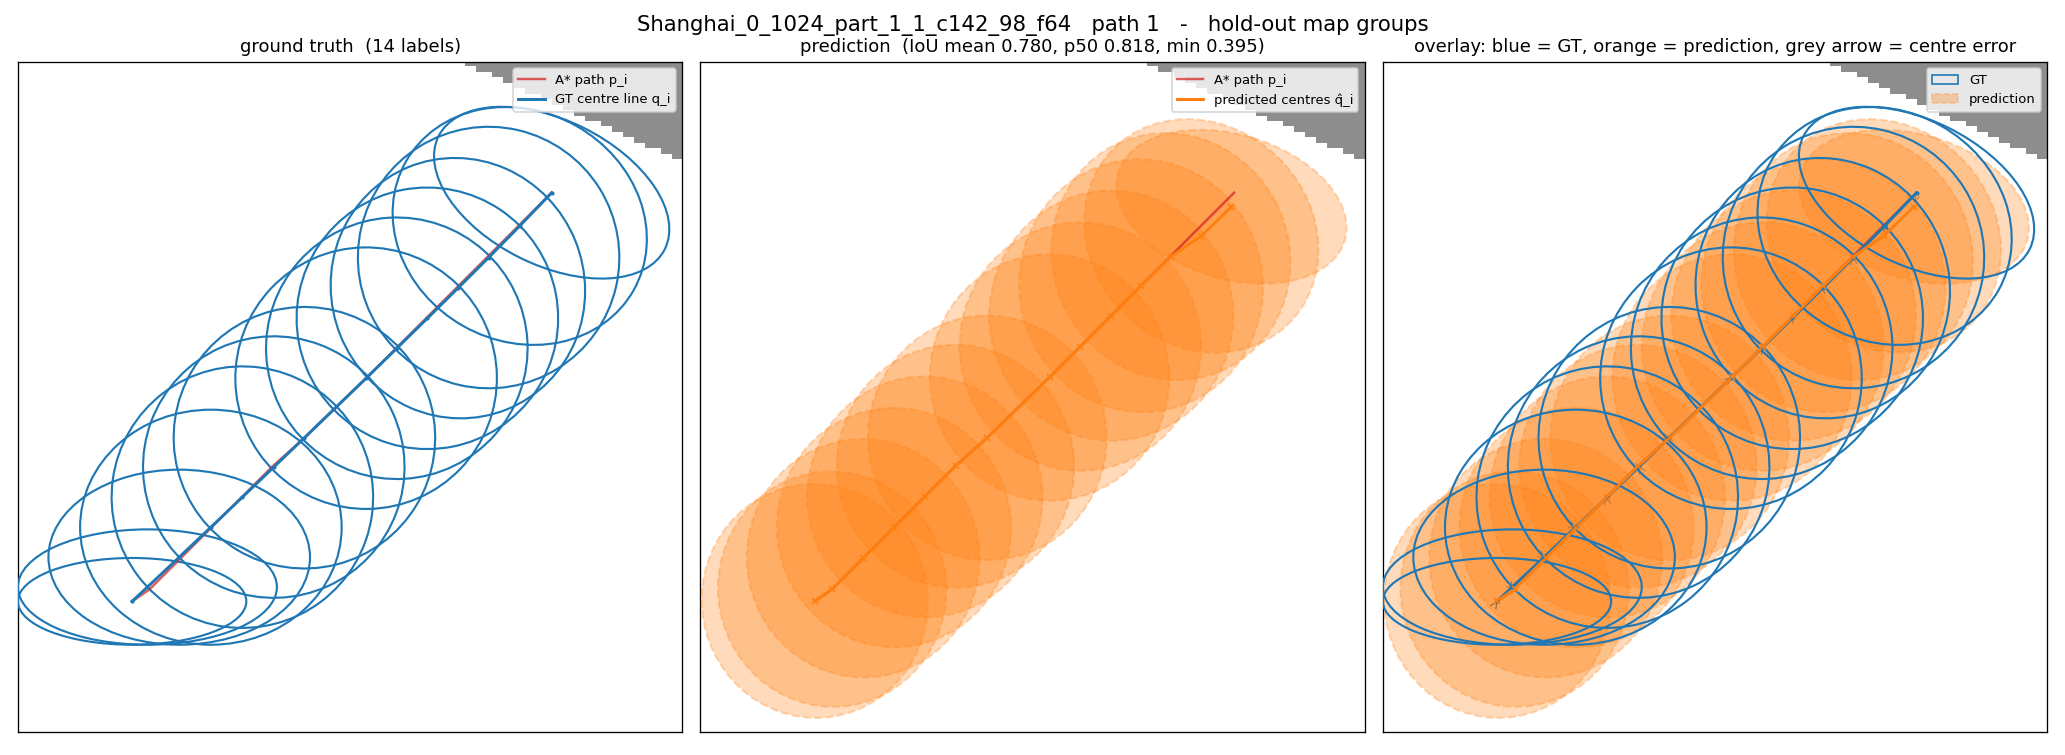 Shanghai_0_1024_part_1_1_c142_98_f64   path 1   -   hold-out map groups
ground truth  (14 labels)
A* path p_i
GT centre line q_i
prediction  (IoU mean 0.780, p50 0.818, min 0.395)
A* path p_i
predicted centres q̂_i
overlay: blue = GT, orange = prediction, grey arrow = centre error
GT
prediction